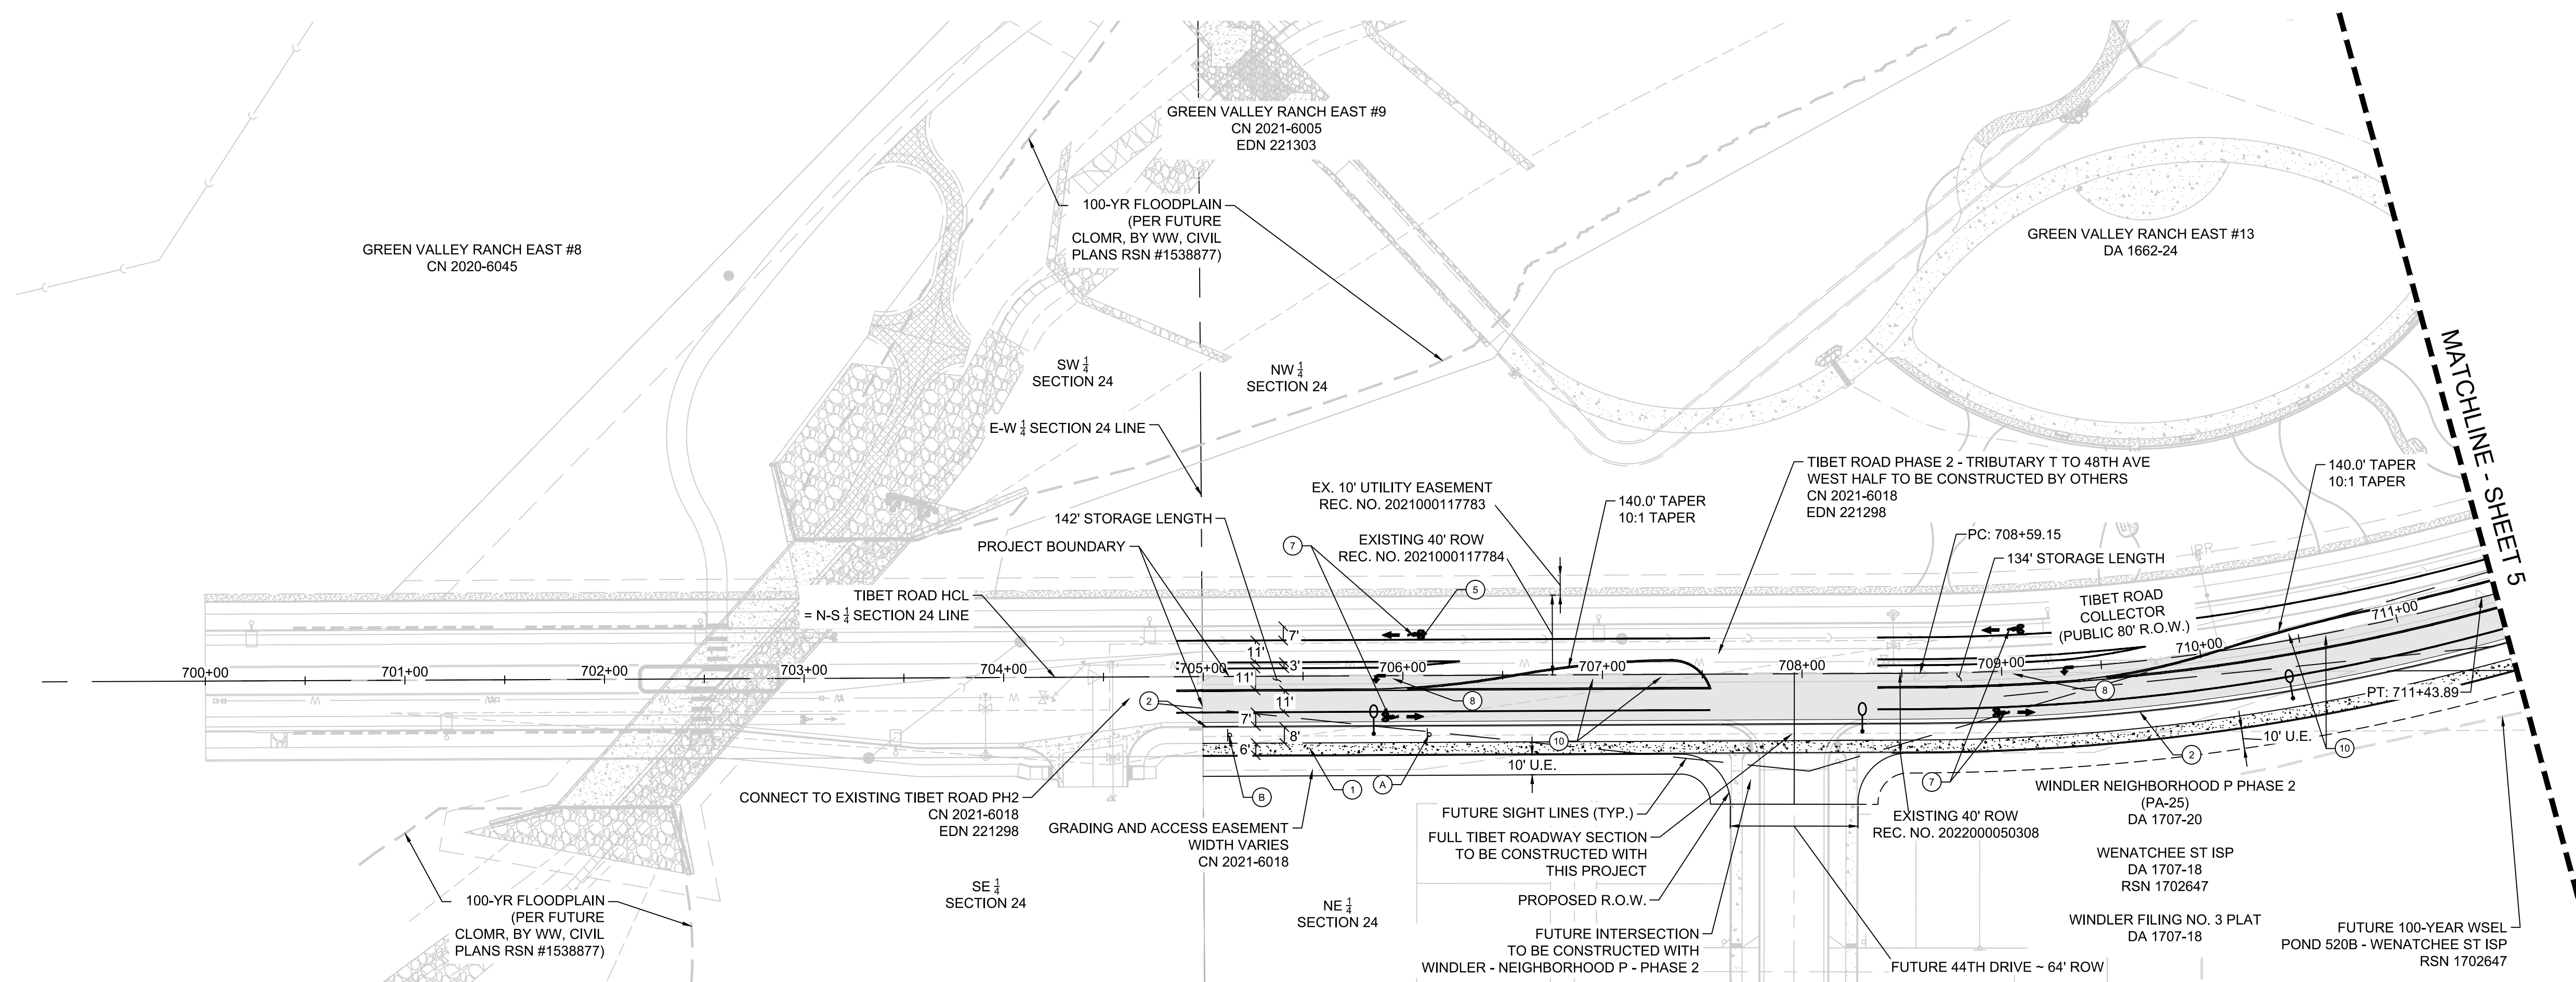 GREEN VALLEY RANCH EAST #9
CN 2021-6005
EDN 221303
100-YR FLOODPLAIN
(PER FUTURE
CLOMR, BY WW, CIVIL
PLANS RSN #1538877)
GREEN VALLEY RANCH EAST #8
CN 2020-6045
GREEN VALLEY RANCH EAST #13
DA 1662-24
SW 1/4
SECTION 24
NW 1/4
SECTION 24
E-W 1/4 SECTION 24 LINE
MATCHLINE - SHEET 5
TIBET ROAD PHASE 2 - TRIBUTARY T TO 48TH AVE
WEST HALF TO BE CONSTRUCTED BY OTHERS
CN 2021-6018
EDN 221298
140.0' TAPER
10:1 TAPER
EX. 10' UTILITY EASEMENT
REC. NO. 2021000117783
140.0' TAPER
10:1 TAPER
142' STORAGE LENGTH
PROJECT BOUNDARY
7
EXISTING 40' ROW
REC. NO. 2021000117784
PC: 708+59.15
134' STORAGE LENGTH
5
TIBET ROAD HCL
= N-S 1/4 SECTION 24 LINE
TIBET ROAD
COLLECTOR
(PUBLIC 80' R.O.W.)
7'
11'
3'
11'
11'
7'
8'
6'
700+00
701+00
702+00
703+00
704+00
705+00
706+00
707+00
708+00
709+00
710+00
711+00
2
8
8
PT: 711+43.89
10
10' U.E.
10
2
10' U.E.
B
1
A
7
CONNECT TO EXISTING TIBET ROAD PH2
CN 2021-6018
EDN 221298
GRADING AND ACCESS EASEMENT
WIDTH VARIES
CN 2021-6018
FUTURE SIGHT LINES (TYP.)
FULL TIBET ROADWAY SECTION
TO BE CONSTRUCTED WITH
THIS PROJECT
PROPOSED R.O.W.
FUTURE INTERSECTION
TO BE CONSTRUCTED WITH
WINDLER - NEIGHBORHOOD P - PHASE 2
EXISTING 40' ROW
REC. NO. 2022000050308
WINDLER NEIGHBORHOOD P PHASE 2
(PA-25)
DA 1707-20
WENATCHEE ST ISP
DA 1707-18
RSN 1702647
WINDLER FILING NO. 3 PLAT
DA 1707-18
FUTURE 44TH DRIVE ~ 64' ROW
FUTURE 100-YEAR WSEL
POND 520B - WENATCHEE ST ISP
RSN 1702647
SE 1/4
SECTION 24
NE 1/4
SECTION 24
100-YR FLOODPLAIN
(PER FUTURE
CLOMR, BY WW, CIVIL
PLANS RSN #1538877)